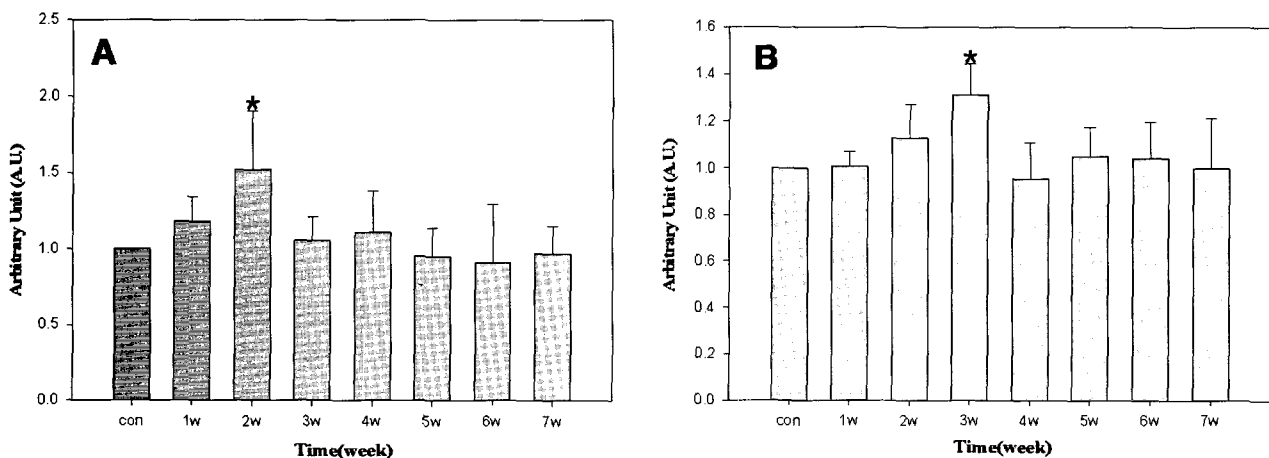 A
Arbitrary Unit (A.U.)
2.5
2.0
1.5
1.0
0.5
0.0
*
con 1w 2w 3w 4w 5w 6w 7w
Time(week)
B
Arbitrary Unit (A.U.)
1.6
1.4
1.2
1.0
0.8
0.6
0.4
0.2
0.0
*
con 1w 2w 3w 4w 5w 6w 7w
Time(week)